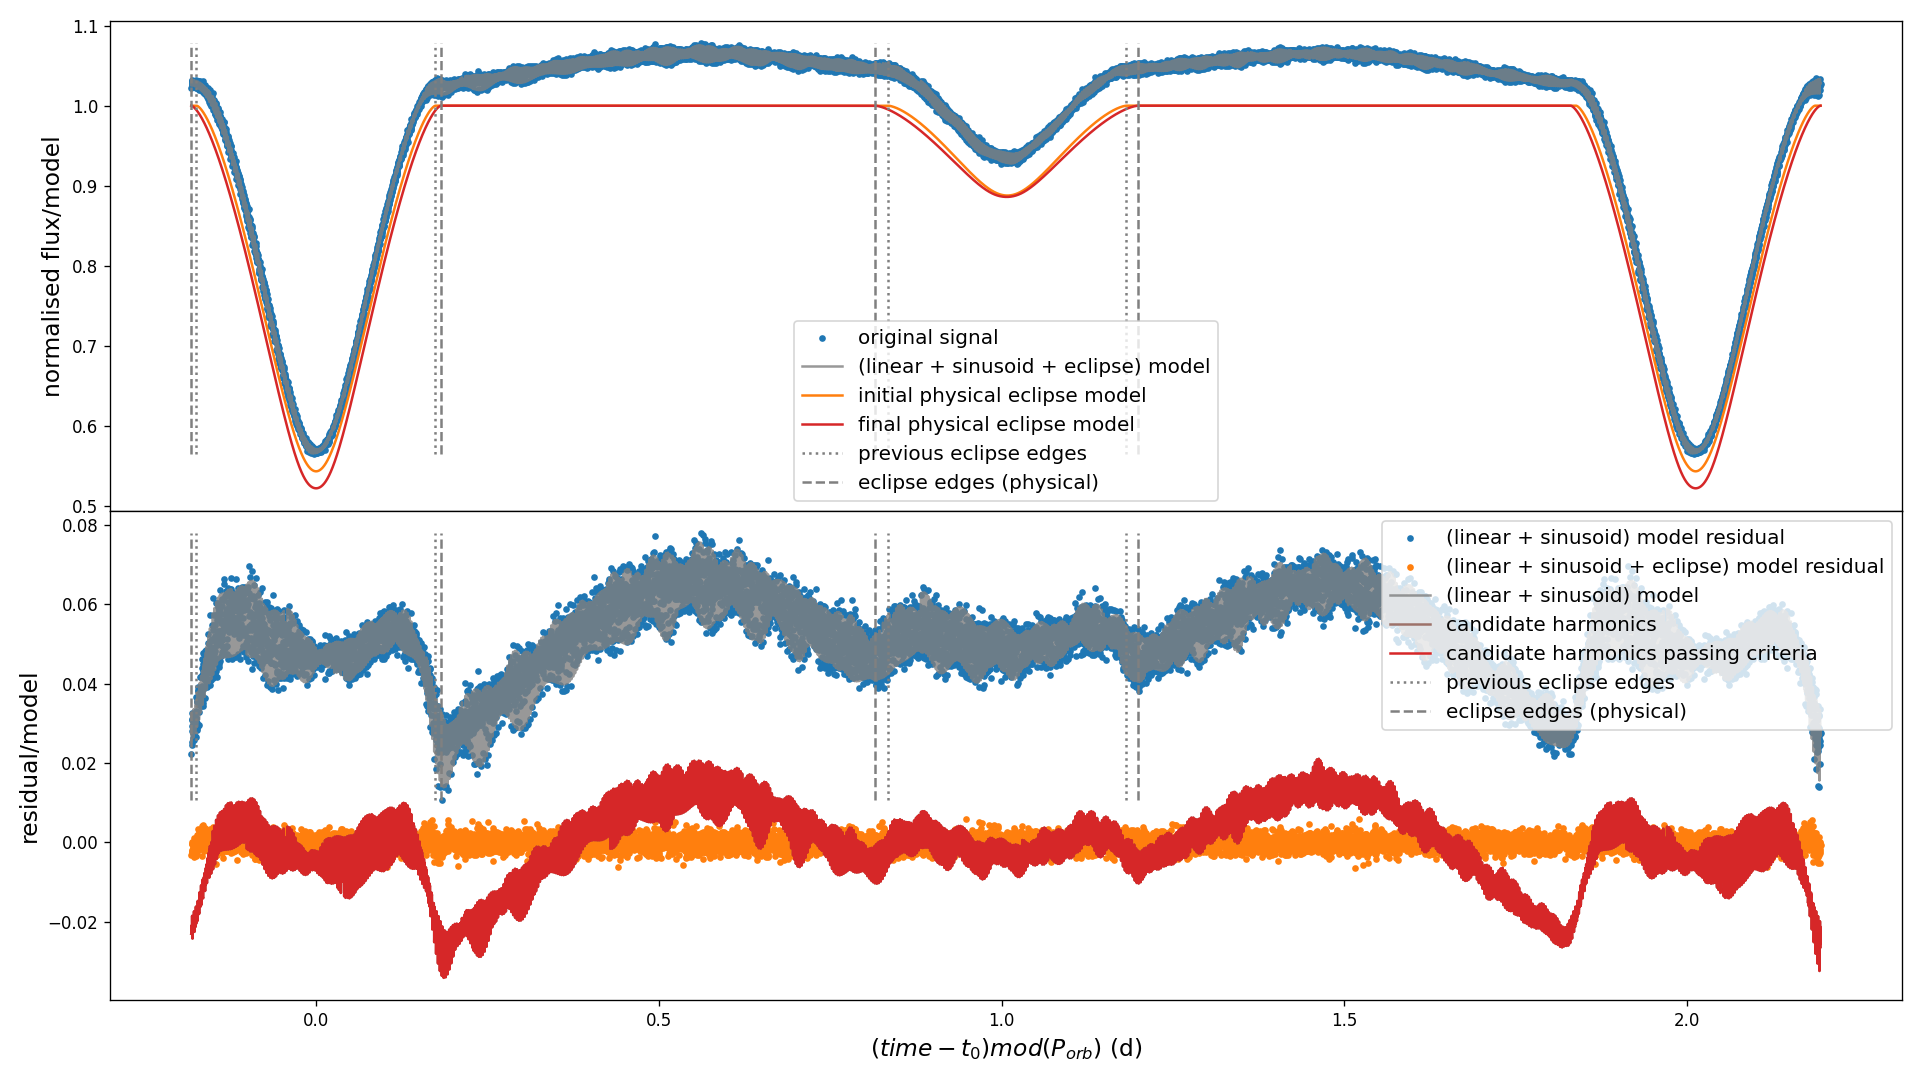 normalised flux/model
1.1
1.0
0.9
0.8
0.7
0.6
0.5
original signal
(linear + sinusoid + eclipse) model
initial physical eclipse model
final physical eclipse model
previous eclipse edges
eclipse edges (physical)
residual/model
0.08
0.06
0.04
0.02
0.00
−0.02
(linear + sinusoid) model residual
(linear + sinusoid + eclipse) model residual
(linear + sinusoid) model
candidate harmonics
candidate harmonics passing criteria
previous eclipse edges
eclipse edges (physical)
0.0 0.5 1.0 1.5 2.0
(time − t₀)mod(P_orb) (d)